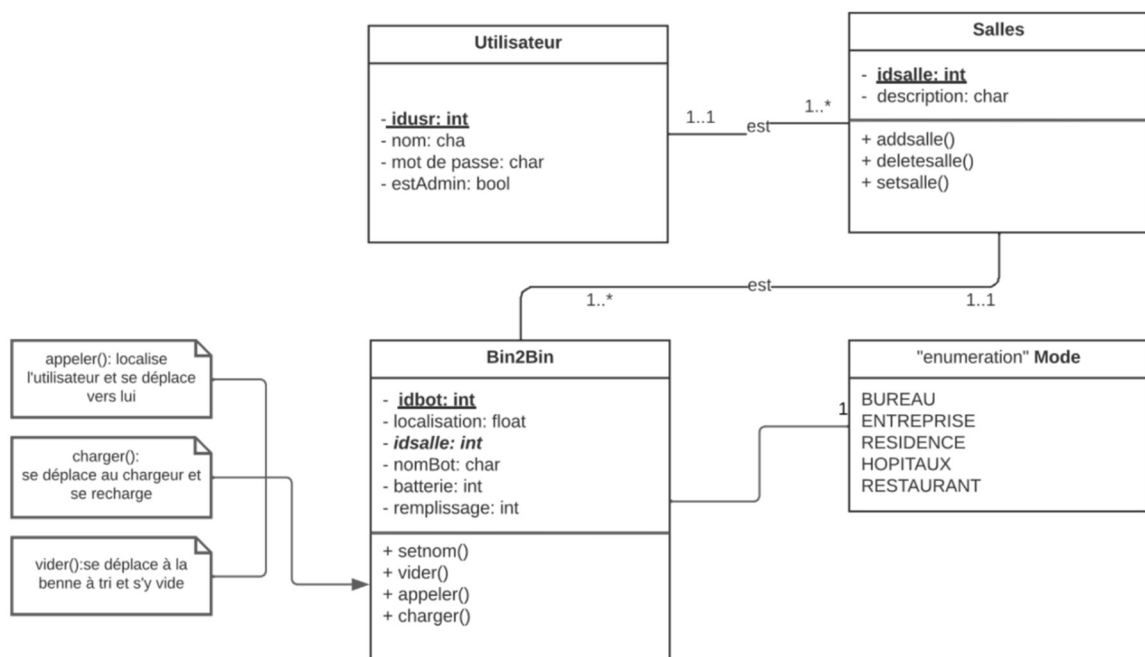 Utilisateur
- idusr: int
- nom: cha
- mot de passe: char
- estAdmin: bool
Salles
- idsalle: int
- description: char
+ addsalle()
+ deletesalle()
+ setsalle()
1..1
est
1..*
1..*
est
1..1
appeler(): localise
l'utilisateur et se déplace
vers lui
charger():
se déplace au chargeur et
se recharge
vider():se déplace à la
benne à tri et s'y vide
Bin2Bin
- idbot: int
- localisation: float
- idsalle: int
- nomBot: char
- batterie: int
- remplissage: int
+ setnom()
+ vider()
+ appeler()
+ charger()
1
"enumeration" Mode
BUREAU
ENTREPRISE
RESIDENCE
HOPITAUX
RESTAURANT